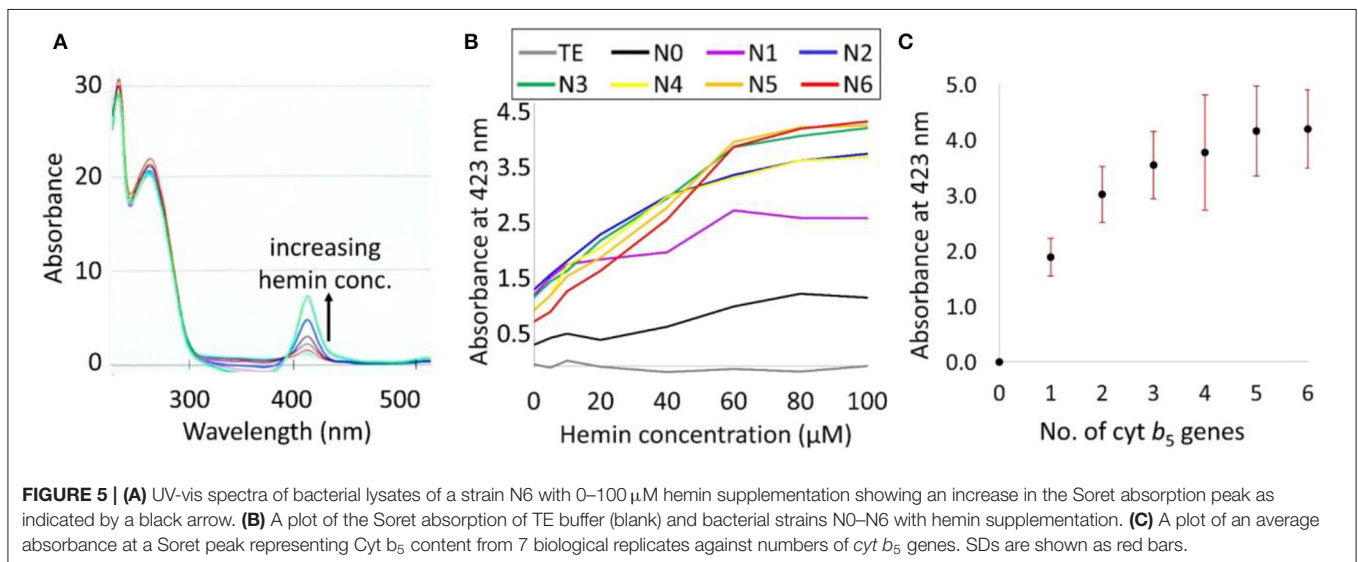 A
Absorbance
30
20
10
0
increasing
hemin conc.
300 400 500
Wavelength (nm)
B
TE N0 N1 N2
N3 N4 N5 N6
Absorbance at 423 nm
4.5
3.5
2.5
1.5
0.5
0 20 40 60 80 100
Hemin concentration (μM)
C
Absorbance at 423 nm
5.0
4.0
3.0
2.0
1.0
0.0
0 1 2 3 4 5 6
No. of cyt b₅ genes
FIGURE 5 | (A) UV-vis spectra of bacterial lysates of a strain N6 with 0–100 μM hemin supplementation showing an increase in the Soret absorption peak as
indicated by a black arrow. (B) A plot of the Soret absorption of TE buffer (blank) and bacterial strains N0–N6 with hemin supplementation. (C) A plot of an average
absorbance at a Soret peak representing Cyt b₅ content from 7 biological replicates against numbers of cyt b₅ genes. SDs are shown as red bars.